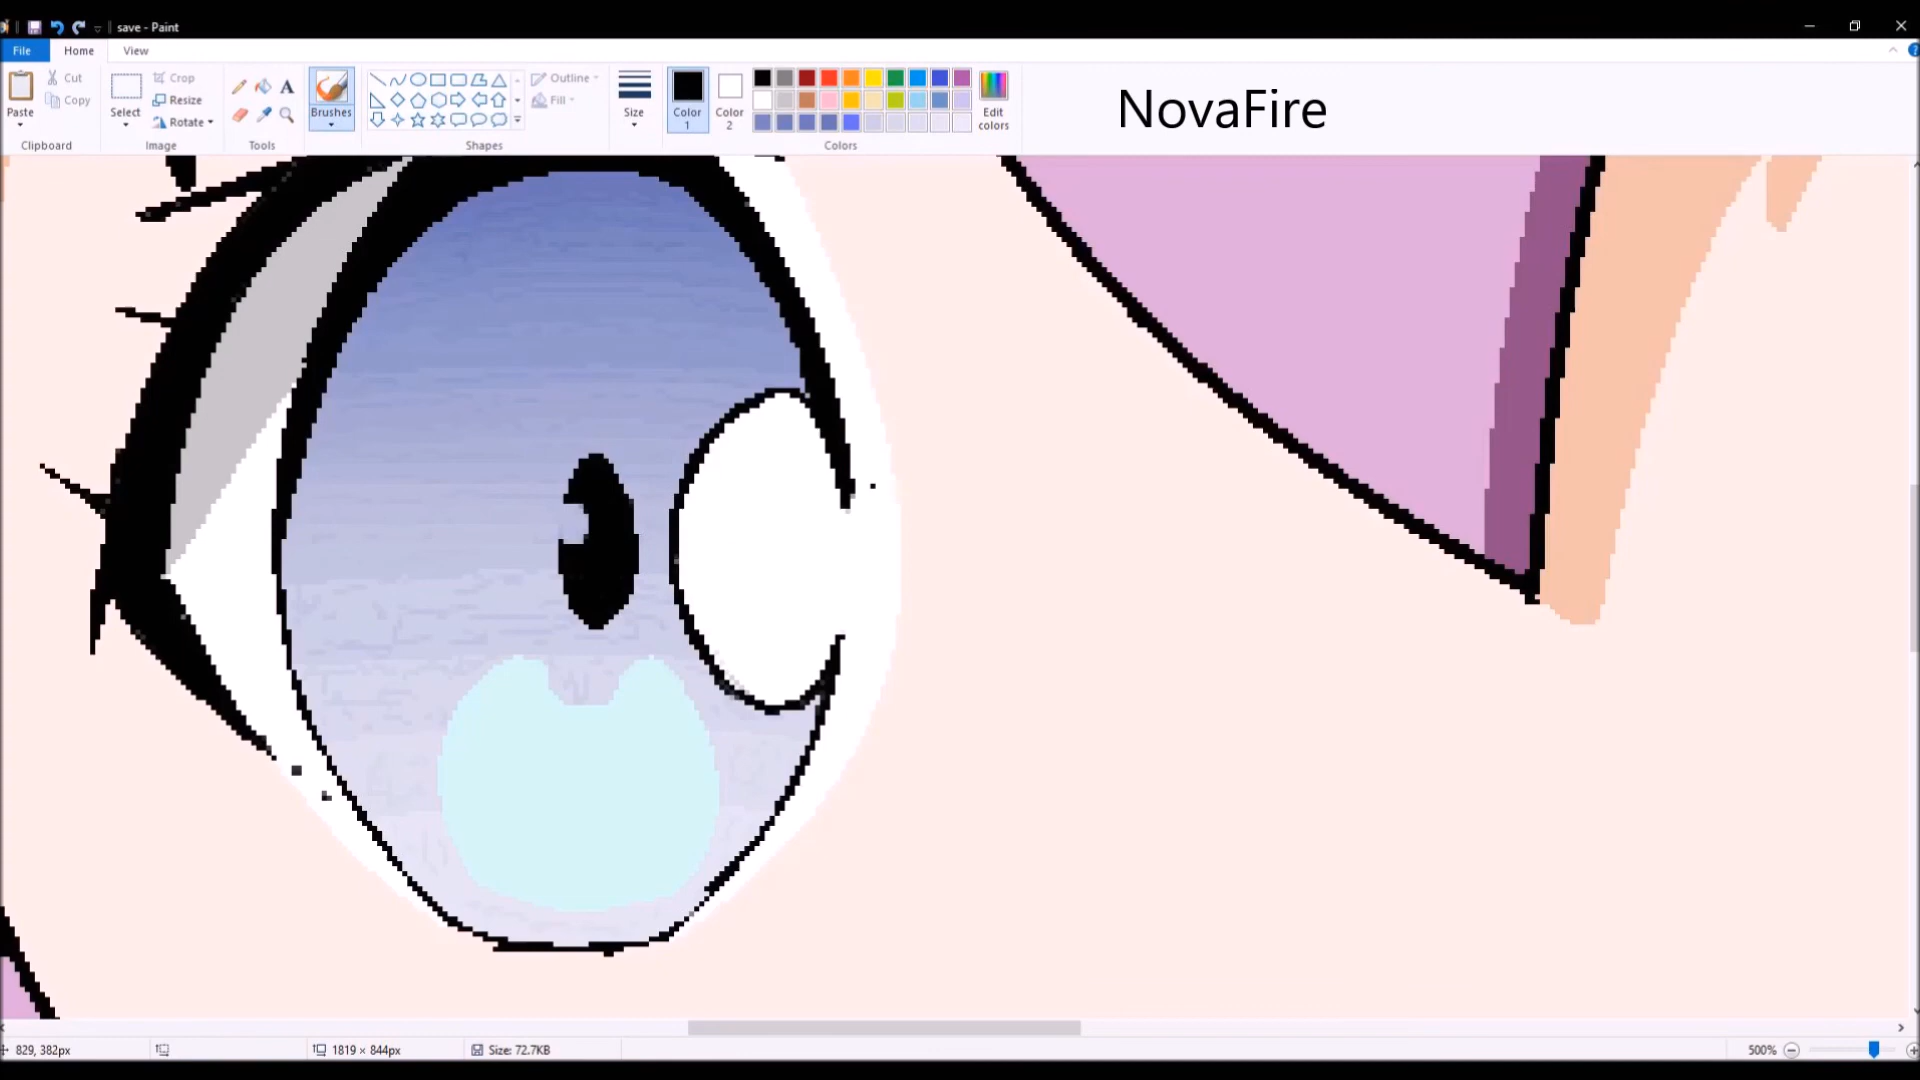 save - Paint
File Home View
Paste
Cut
Copy
Clipboard
Select
Crop
Resize
Rotate
Image
A
Tools
Brushes
Outline
Fill
Shapes
Size
Color
1
Color
2
Edit
colors
Colors
NovaFire
829, 382px
1819 × 844px
Size: 72.7KB
500%